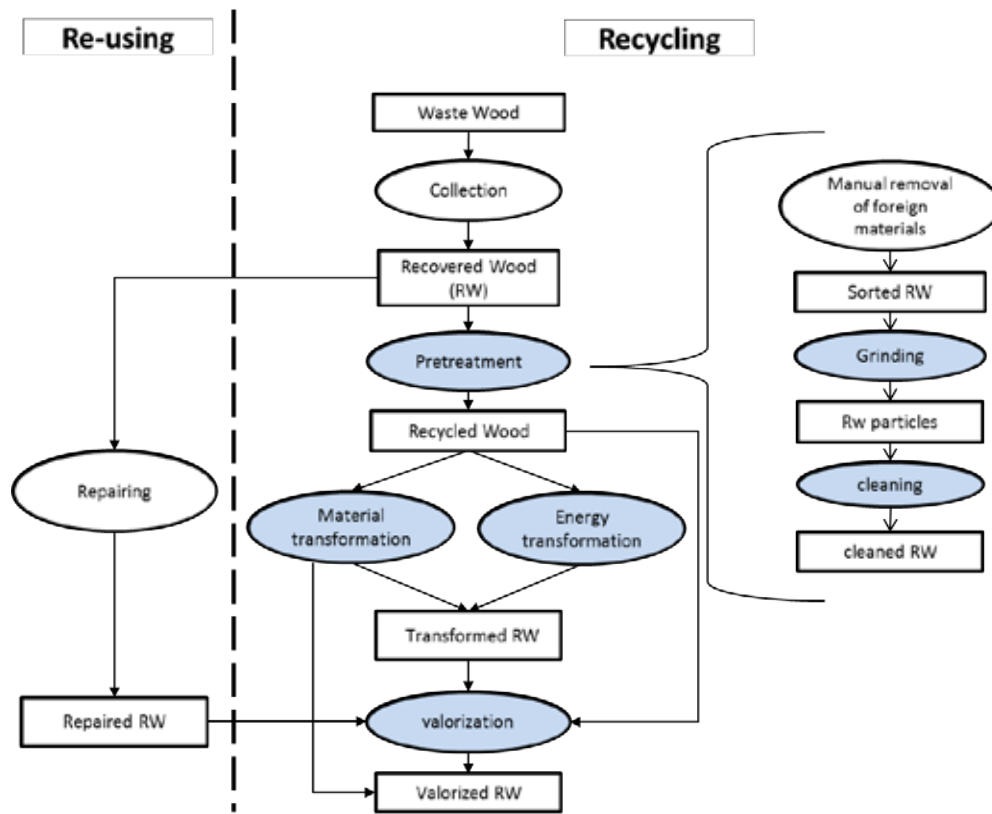 Re-using
Recycling
Waste Wood
Collection
Recovered Wood
(RW)
Pretreatment
Recycled Wood
Material
transformation
Energy
transformation
Transformed RW
valorization
Valorized RW
Repairing
Repaired RW
Manual removal
of foreign
materials
Sorted RW
Grinding
Rw particles
cleaning
cleaned RW